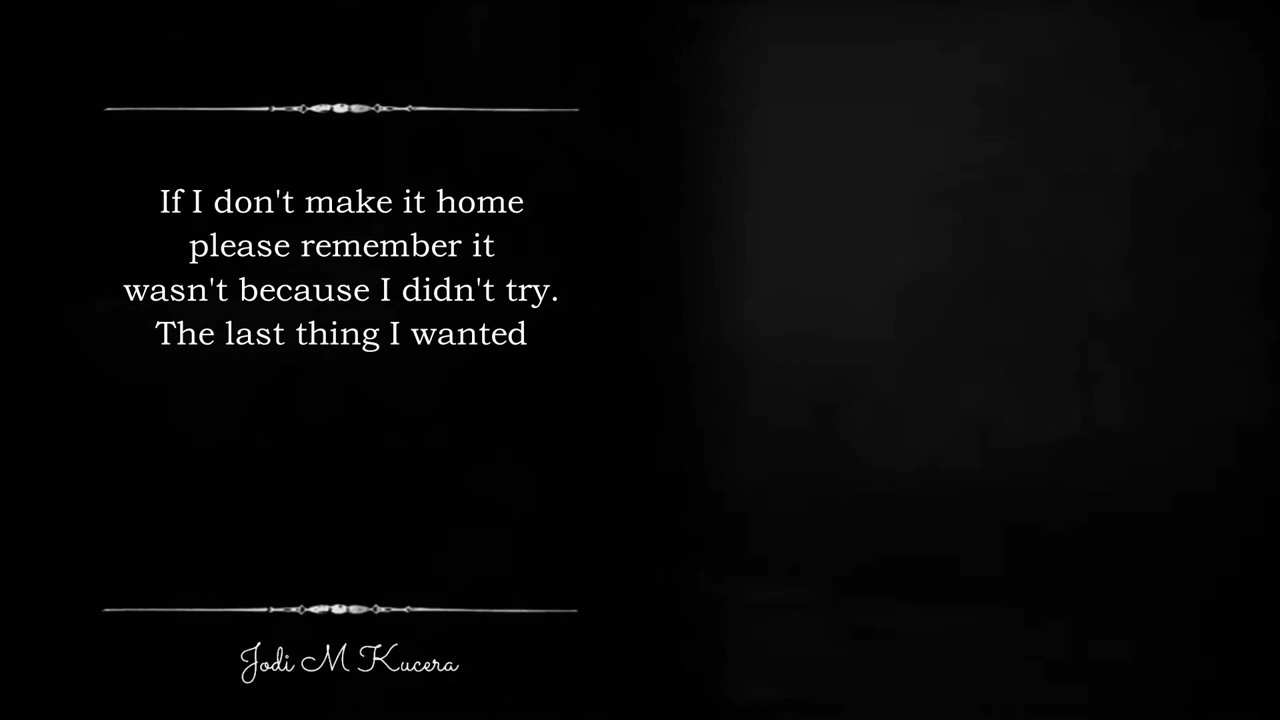 If I don't make it home
please remember it
wasn't because I didn't try.
The last thing I wanted
Jodi M Kucera